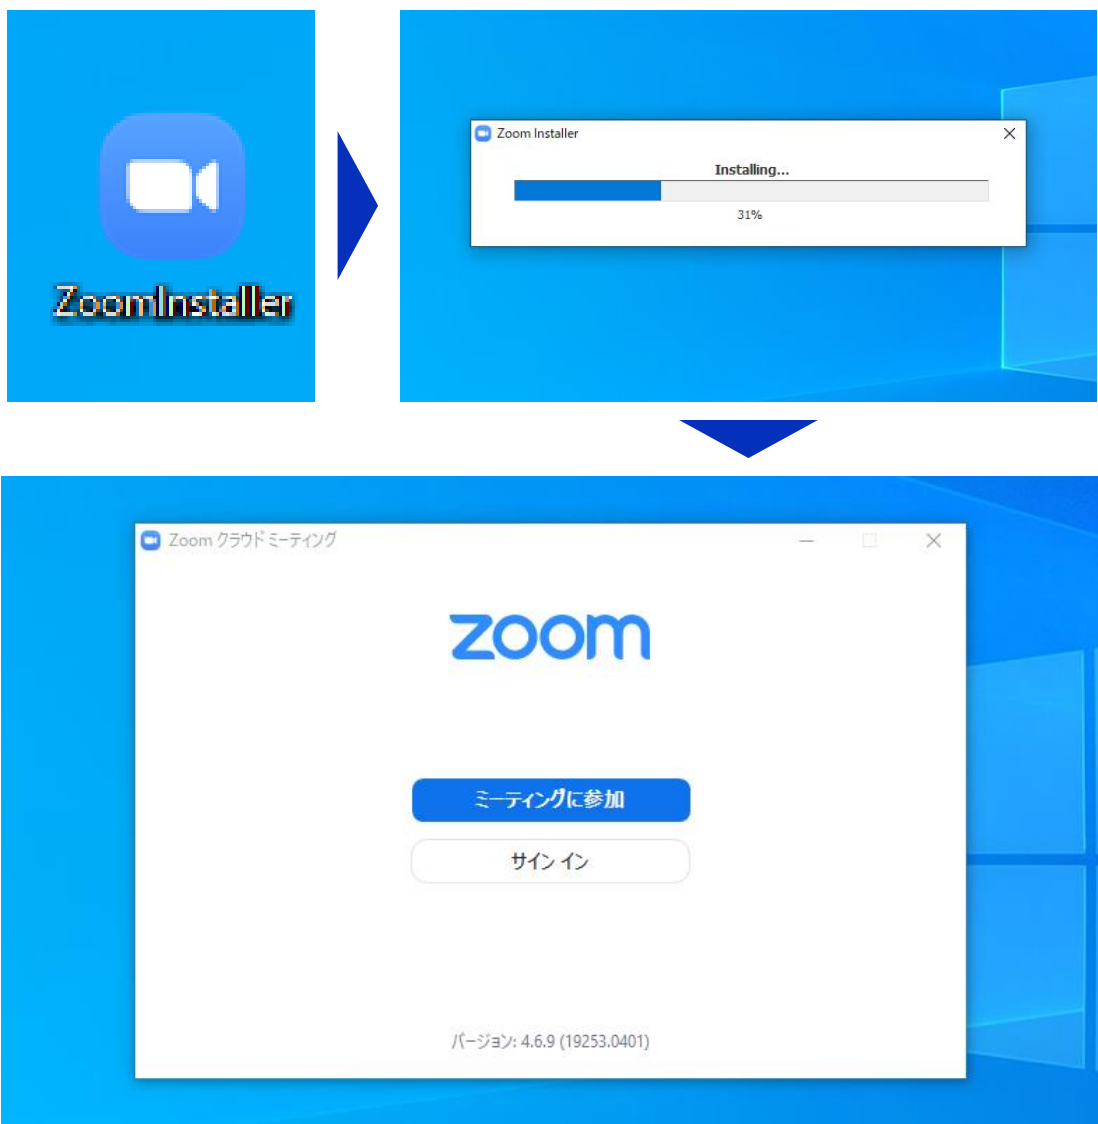 ZoomInstaller
Zoom Installer
Installing...
31%
Zoom クラウド ミーティング
zoom
ミーティングに参加
サイン イン
バージョン: 4.6.9 (19253.0401)